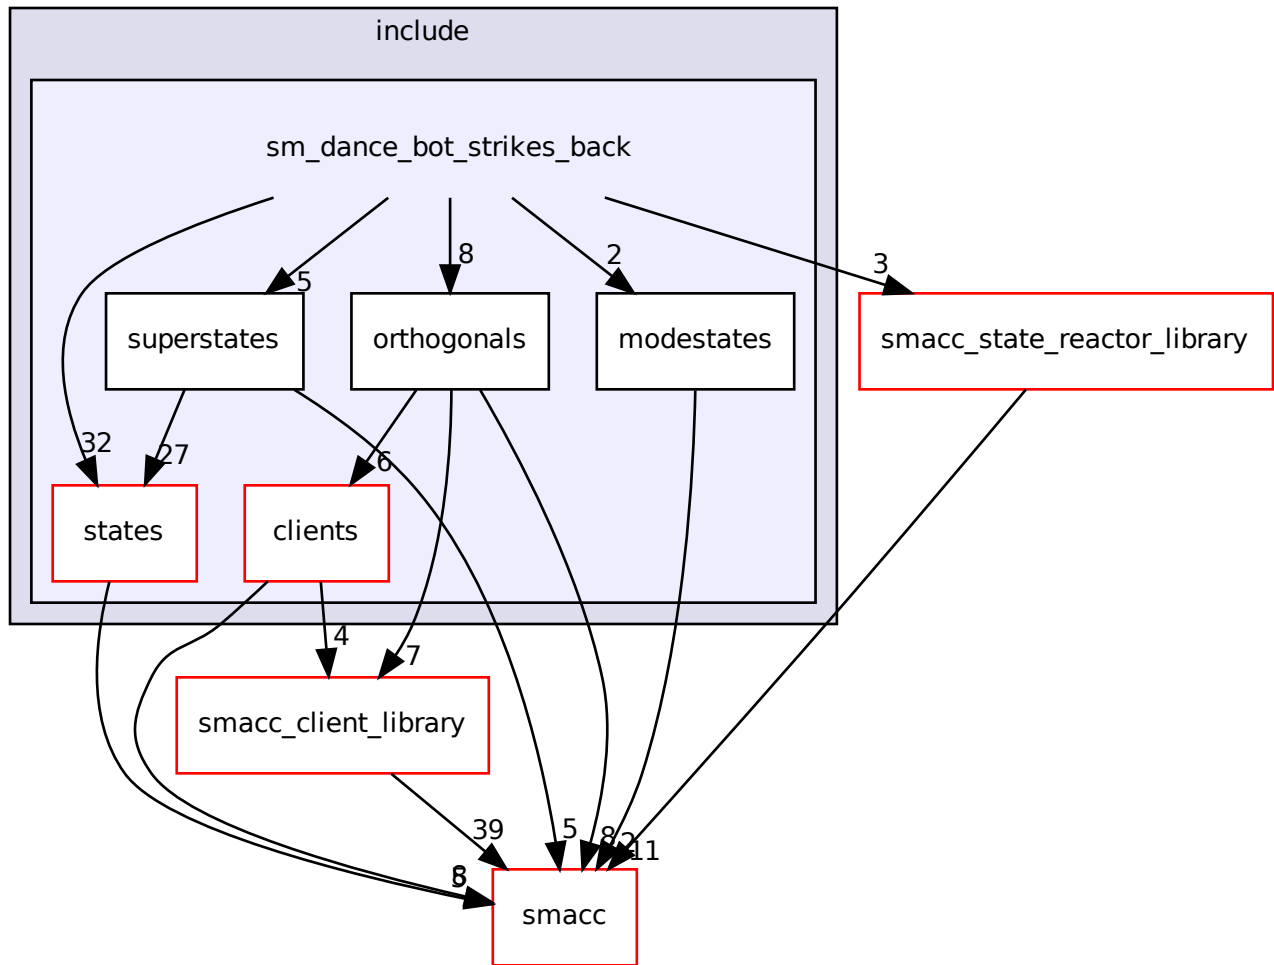 include
sm_dance_bot_strikes_back
8
2
3
5
superstates
orthogonals
modestates
smacc_state_reactor_library
32
27
6
states
clients
4
7
smacc_client_library
39
5
8
2
11
5
smacc